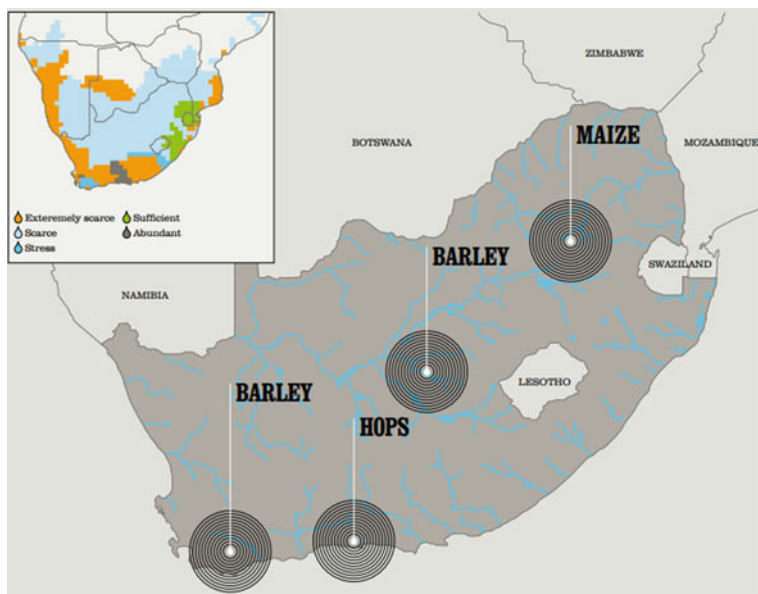 Exteremely scarce
Scarce
Stress
Sufficient
Abundant
ZIMBABWE
BOTSWANA
MAIZE
MOZAMBIQUE
BARLEY
SWAZILAND
NAMIBIA
LESOTHO
BARLEY
HOPS